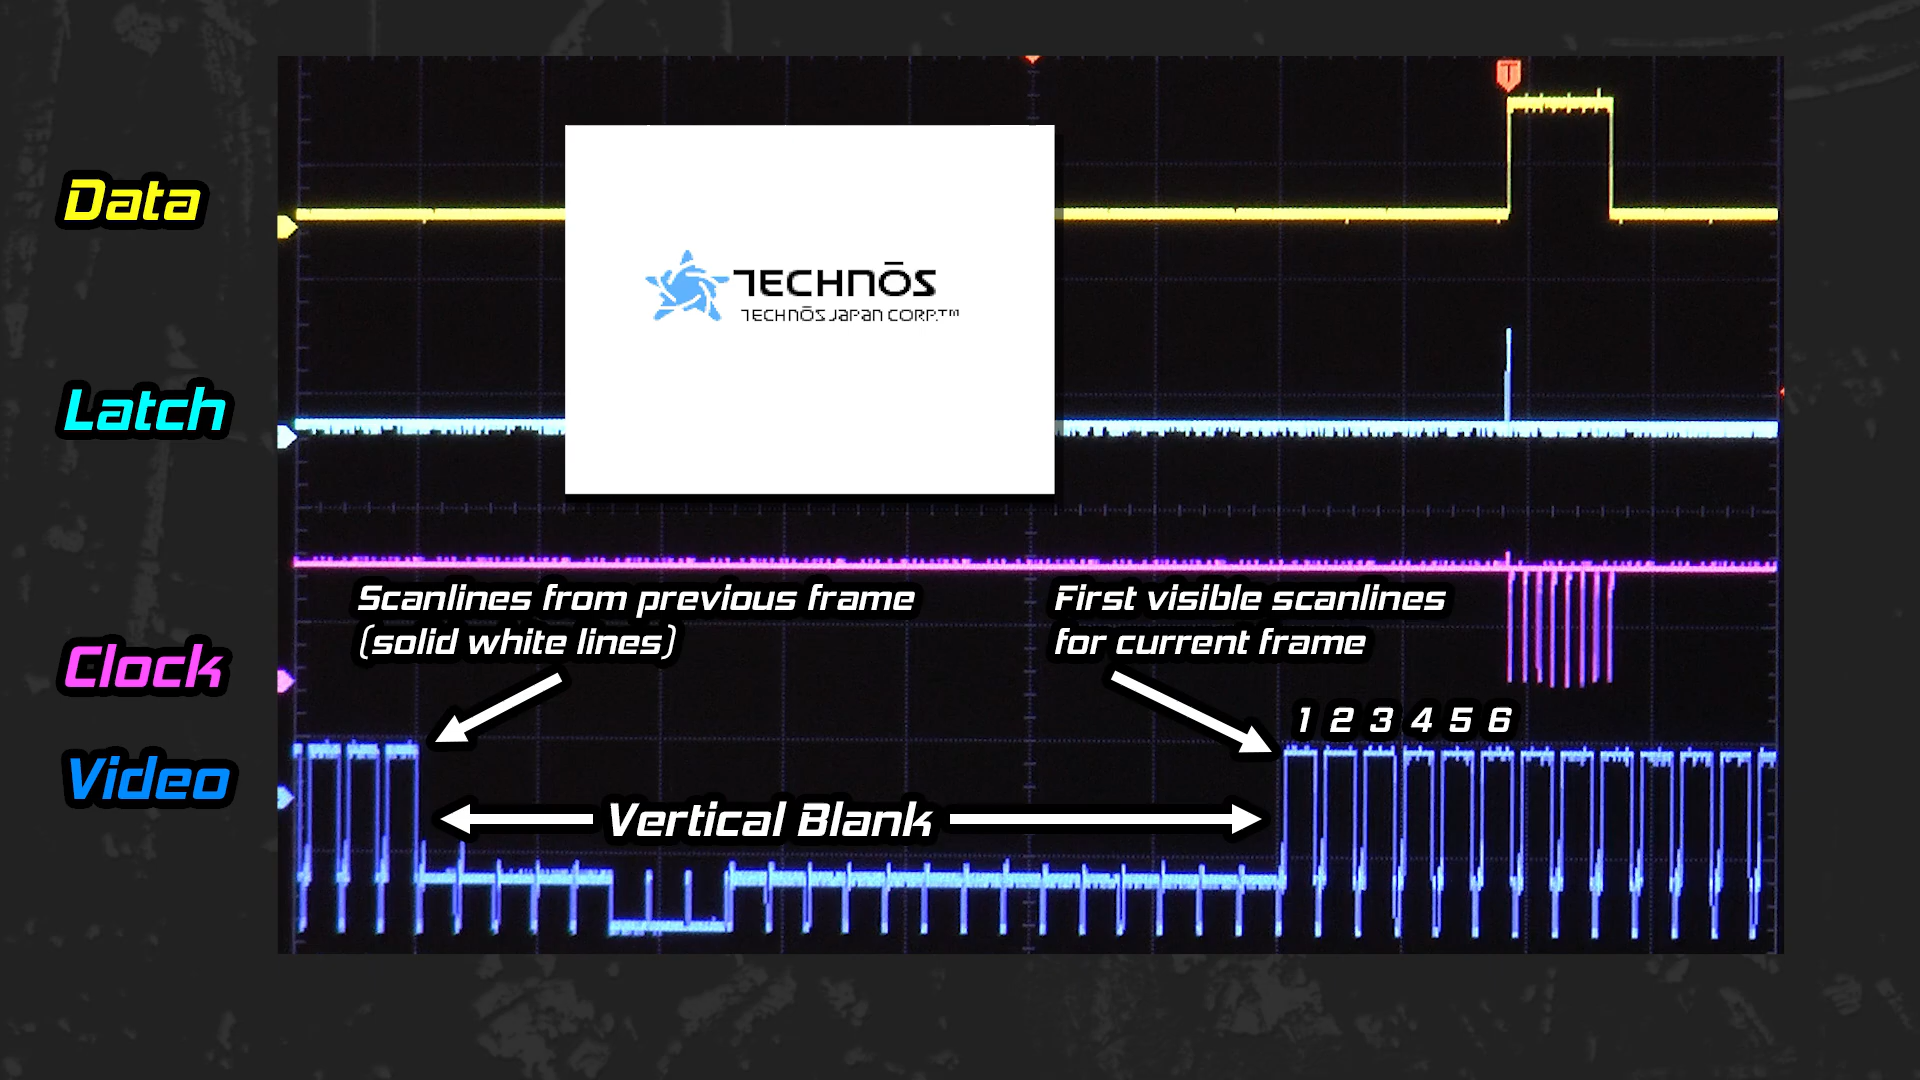 T
Data
TECHNŌS
TECHNŌS JAPAN CORP.™
Latch
Scanlines from previous frame
(solid white lines)
First visible scanlines
for current frame
Clock
1 2 3 4 5 6
Video
Vertical Blank